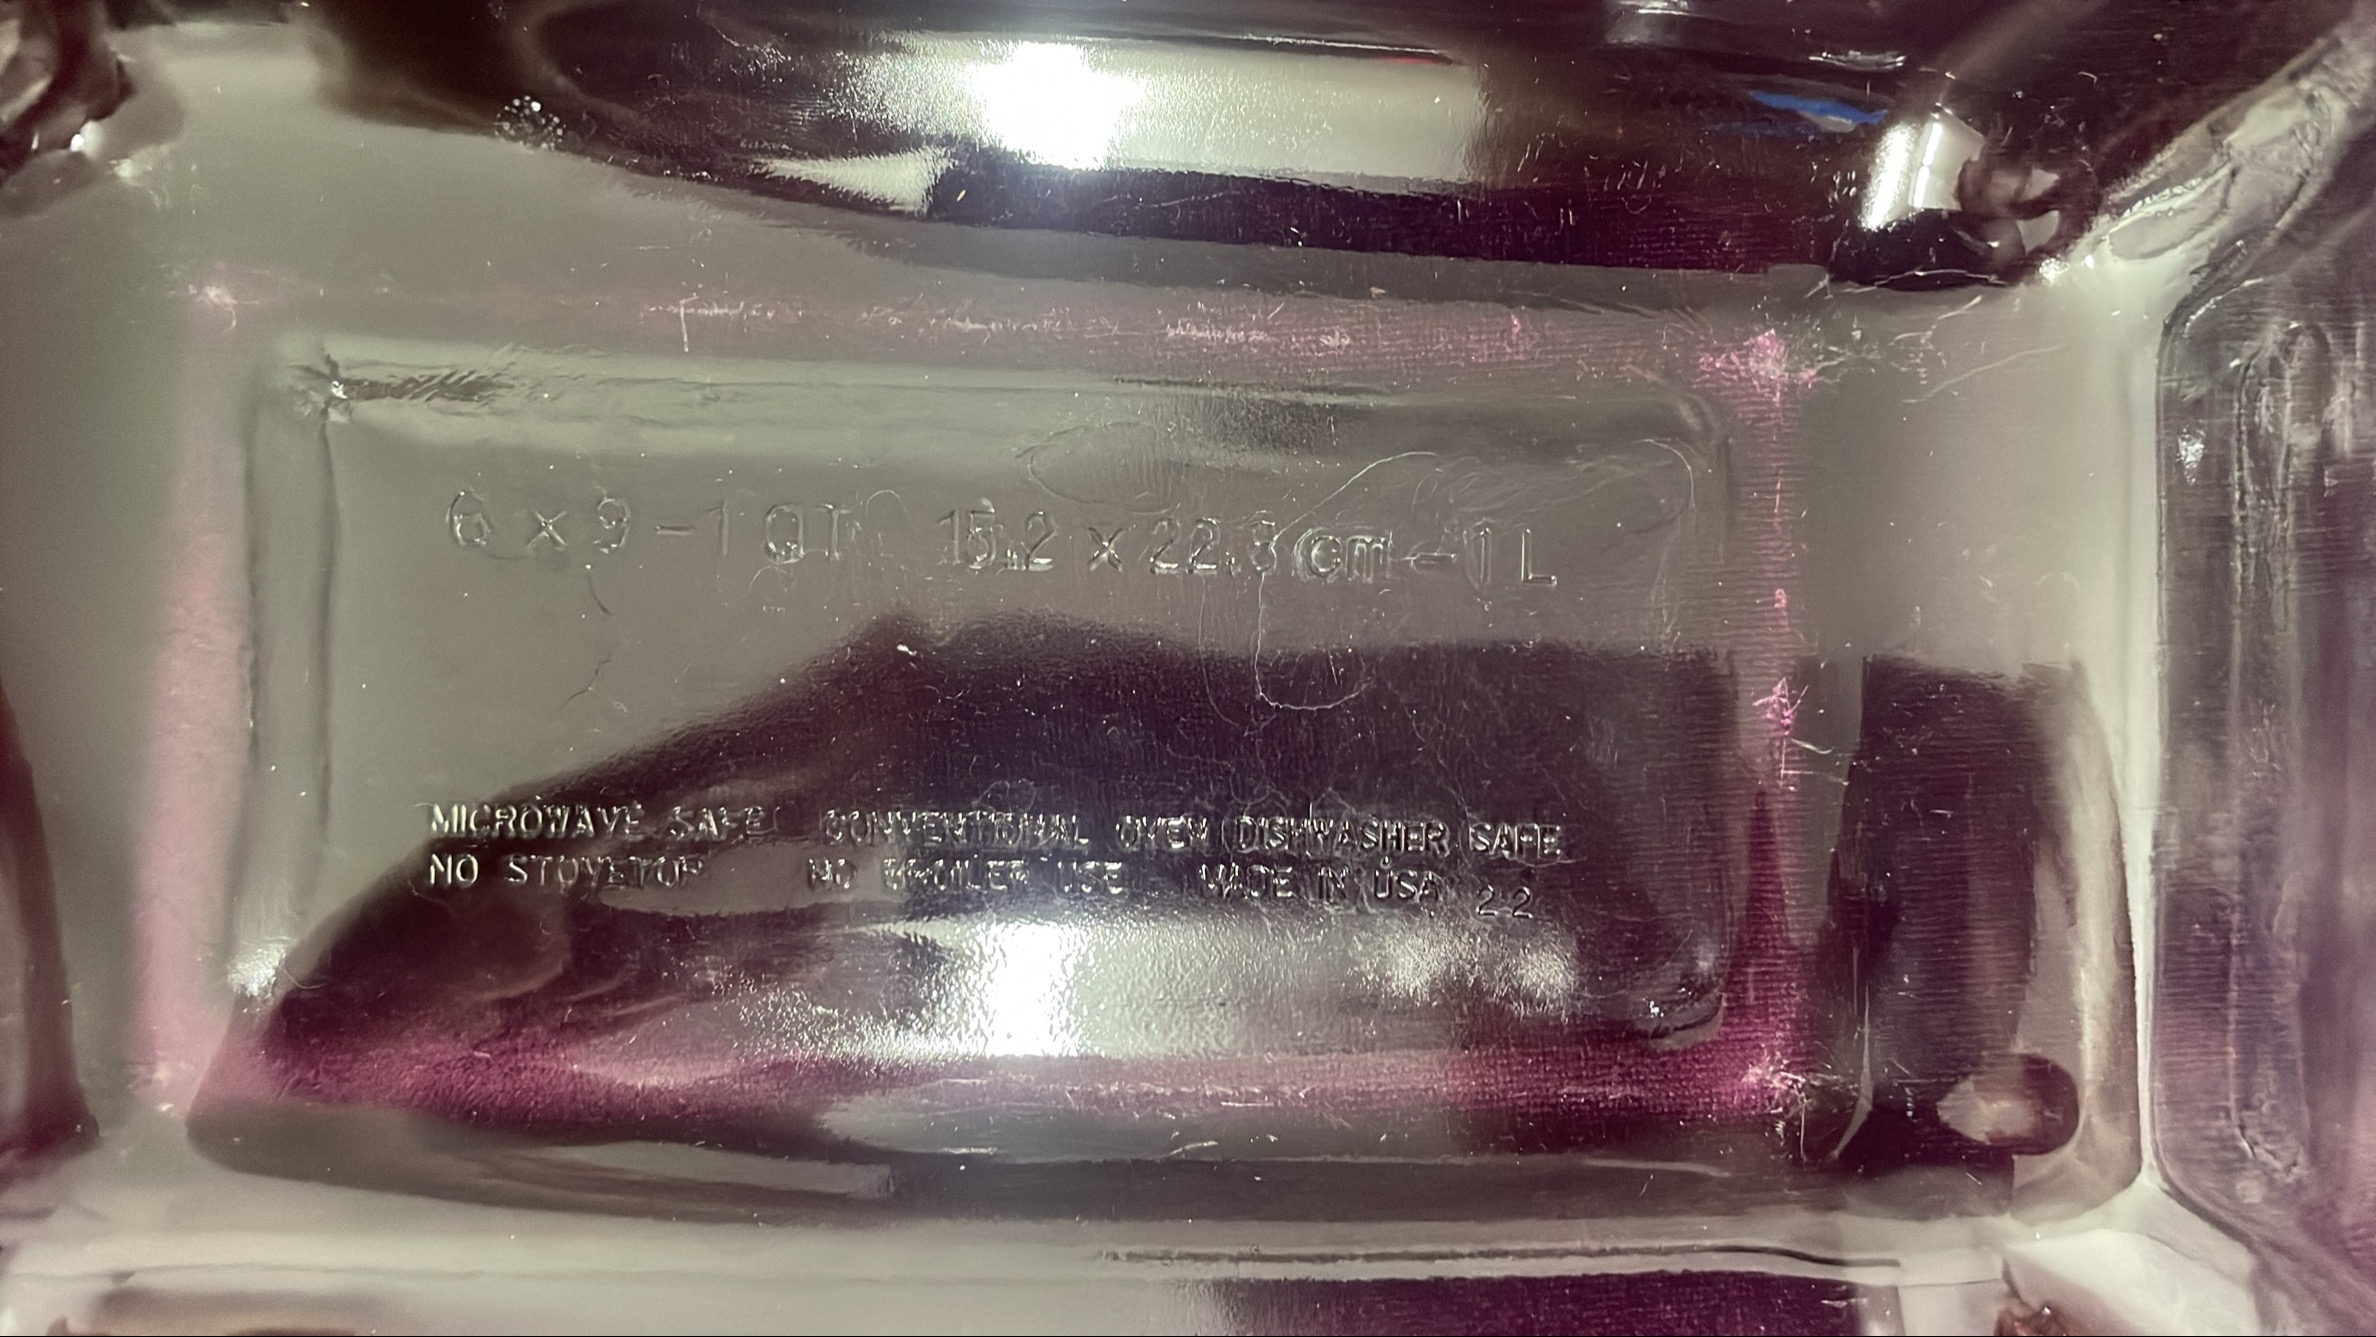 6 x 9 - 1 QT 15.2 x 22.8 cm - 1 L
MICROWAVE SAFE CONVENTIONAL OVEN DISHWASHER SAFE
NO STOVETOP NO BROILER USE MADE IN USA 22